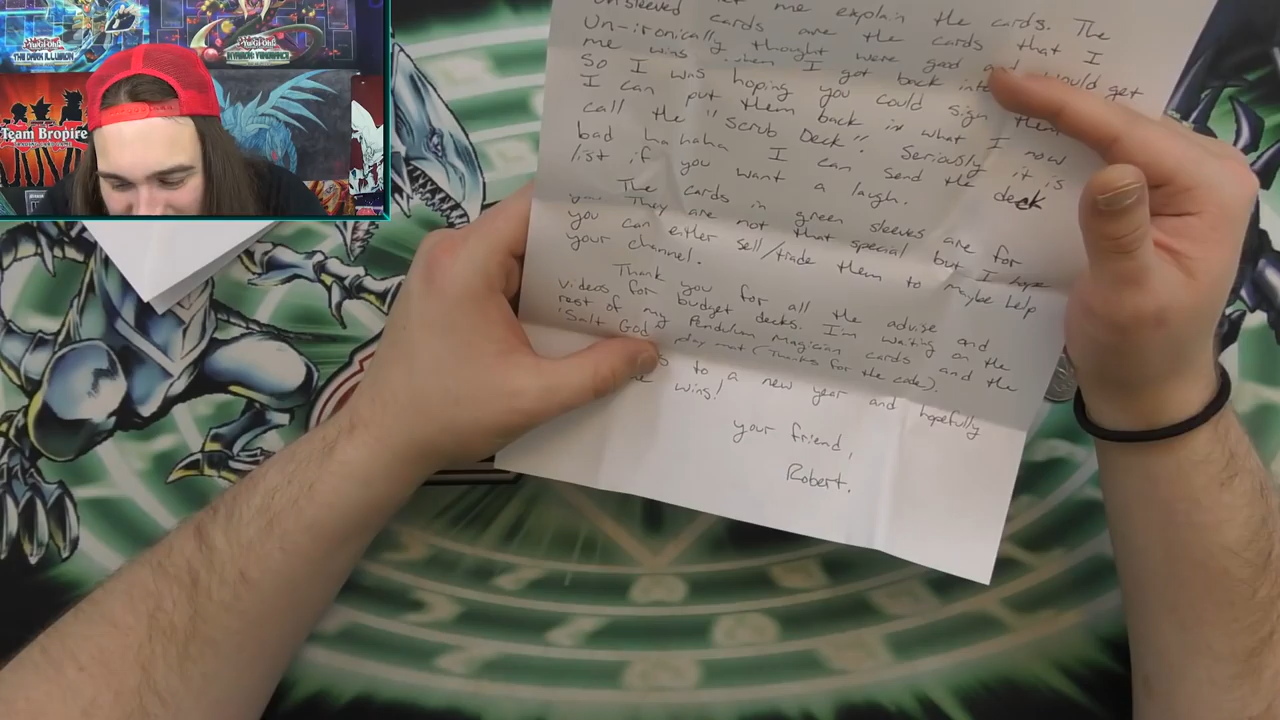 Yu-Gi-Oh!
THE DARK ILLUSION
Yu-Gi-Oh!
Team Bropire
me explain the cards. The
unsleeved cards are the cards that I
Un-ironically thought were good and would get
me wins when I got back into
So I was hoping you could sign them
I can put them back in what I now
call the "Scrub Deck". Seriously it is
bad hahaha I can send the deck
list if you want a laugh.
The cards in green sleeves are for
you. They are not that special but I hope
you can either sell/trade them to maybe help
your channel.
Thank you for all the advise and
videos for budget decks. I'm waiting on the
rest of my Pendulum Magician cards and the
'Salt God play mat (Thanks for the code).
to a new year and hopefully
wins!
your friend,
Robert.